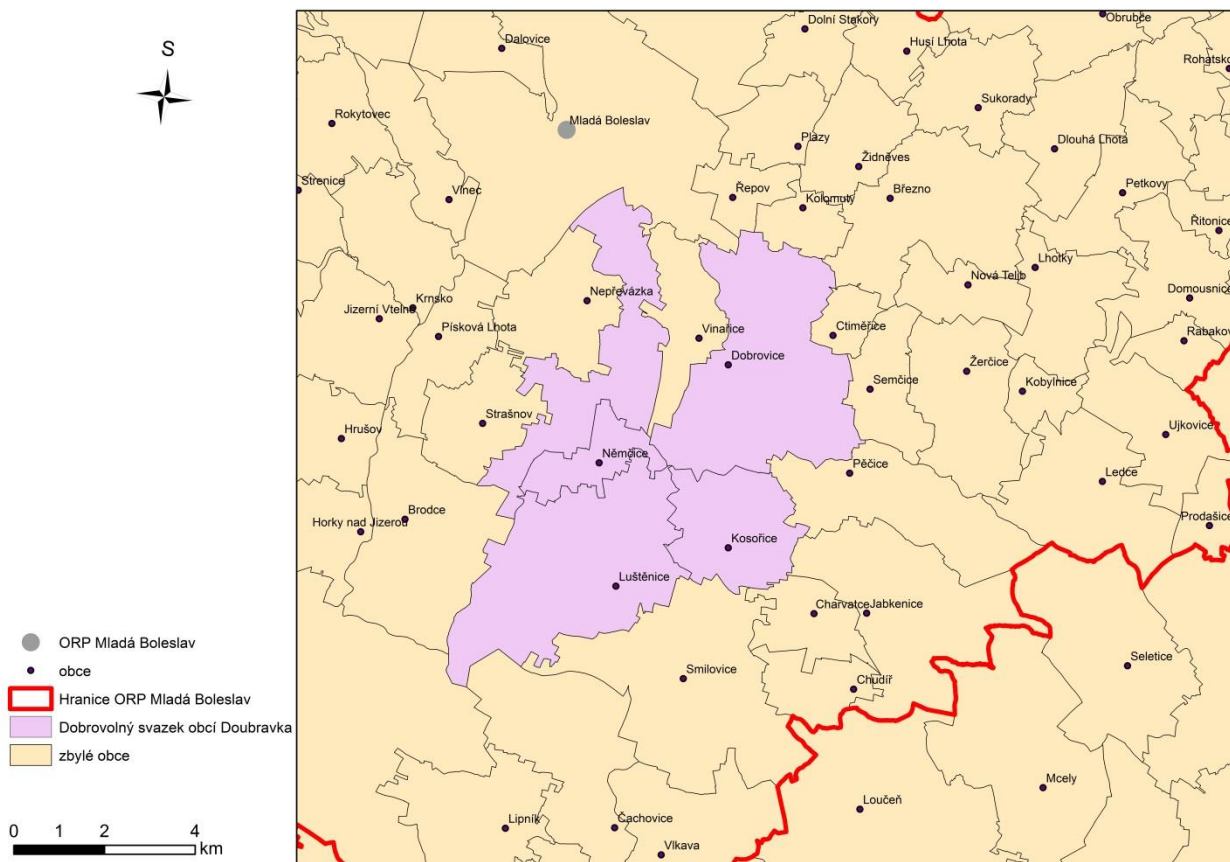 S
Dalovice
Dolní Stakory
Obrubce
Husí Lhota
Rohatsko
Sukorady
Rokytovec
Mladá Boleslav
Plazy
Dlouhá Lhota
Židněves
Strenice
Vinec
Řepov
Kolomuty
Březno
Petkovy
Řitonice
Lhotky
Nová Telib
Domousnice
Nepřevázka
Krnsko
Jizerní Vtelno
Písková Lhota
Vinařice
Ctiměřice
Rabakov
Dobrovice
Semčice
Žerčice
Kobylnice
Strašnov
Hrušov
Ujkovice
Němčice
Pěčice
Ledce
Brodce
Horky nad Jizerou
Prodašice
Kosořice
Luštěnice
Charvatce
Jabkenice
Smilovice
Chudíř
Seletice
Mcely
Loučeň
Lipník
Čachovice
Vlkava
ORP Mladá Boleslav
obce
Hranice ORP Mladá Boleslav
Dobrovolný svazek obcí Doubravka
zbylé obce
0 1 2 4
km